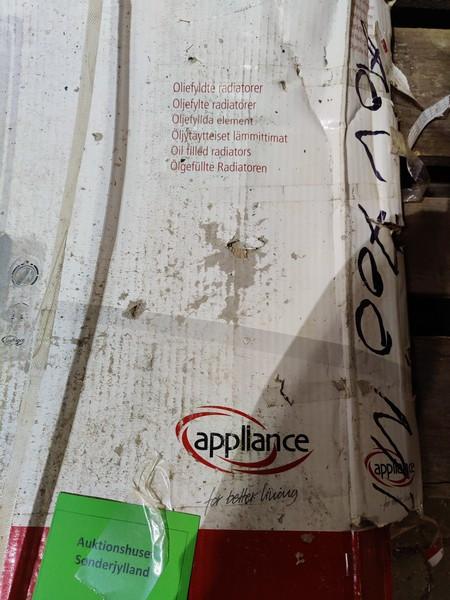 Oliefyldte radiatorer
Oljefylte radiatorer
Oljefyllda element
Öljytäytteiset lämmittimat
Oil filled radiators
Ölgefüllte Radiatoren
appliance
for better living
appliance
Auktionshuset
Sønderjylland